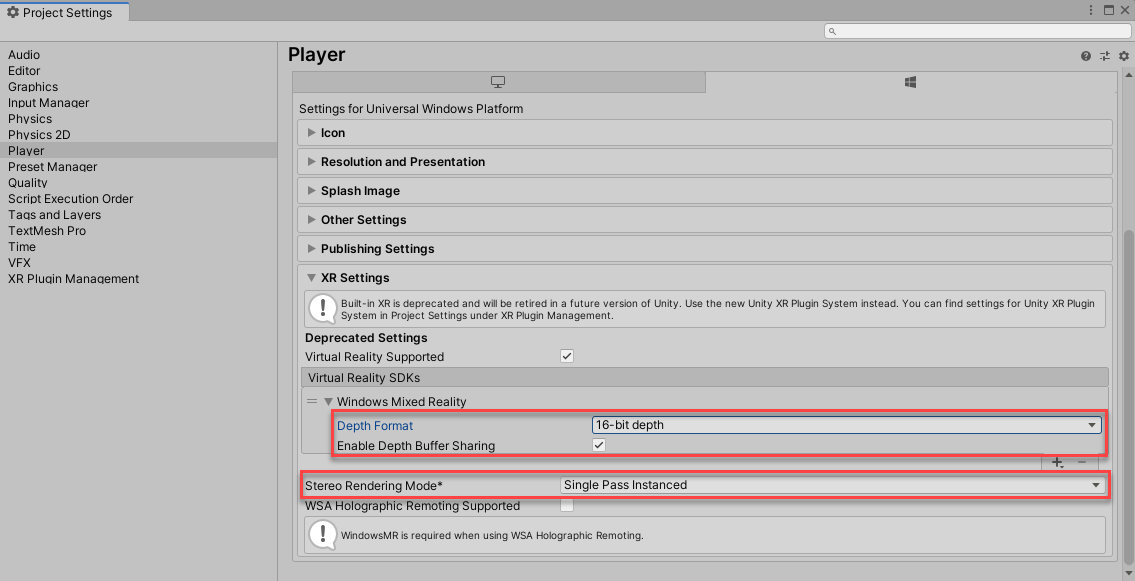 Project Settings
Audio
Editor
Graphics
Input Manager
Physics
Physics 2D
Player
Preset Manager
Quality
Script Execution Order
Tags and Layers
TextMesh Pro
Time
VFX
XR Plugin Management
Player
Settings for Universal Windows Platform
Icon
Resolution and Presentation
Splash Image
Other Settings
Publishing Settings
XR Settings
Built-in XR is deprecated and will be retired in a future version of Unity. Use the new Unity XR Plugin System instead. You can find settings for Unity XR Plugin
System in Project Settings under XR Plugin Management.
Deprecated Settings
Virtual Reality Supported
Virtual Reality SDKs
Windows Mixed Reality
Depth Format 16-bit depth
Enable Depth Buffer Sharing
Stereo Rendering Mode* Single Pass Instanced
WSA Holographic Remoting Supported
WindowsMR is required when using WSA Holographic Remoting.